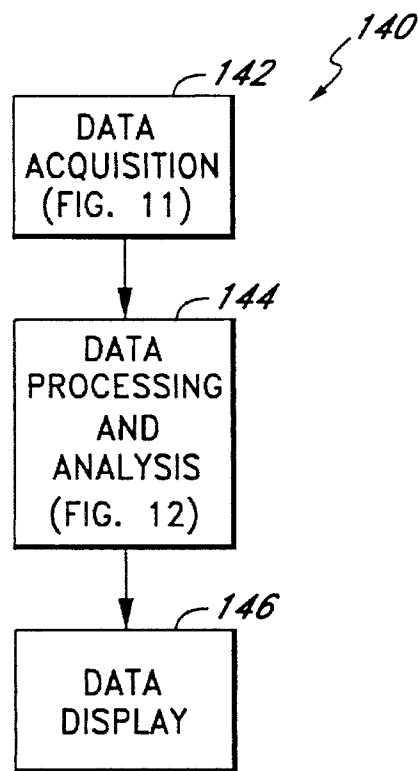 140
142
DATA
ACQUISITION
(FIG. 11)
144
DATA
PROCESSING
AND
ANALYSIS
(FIG. 12)
146
DATA
DISPLAY